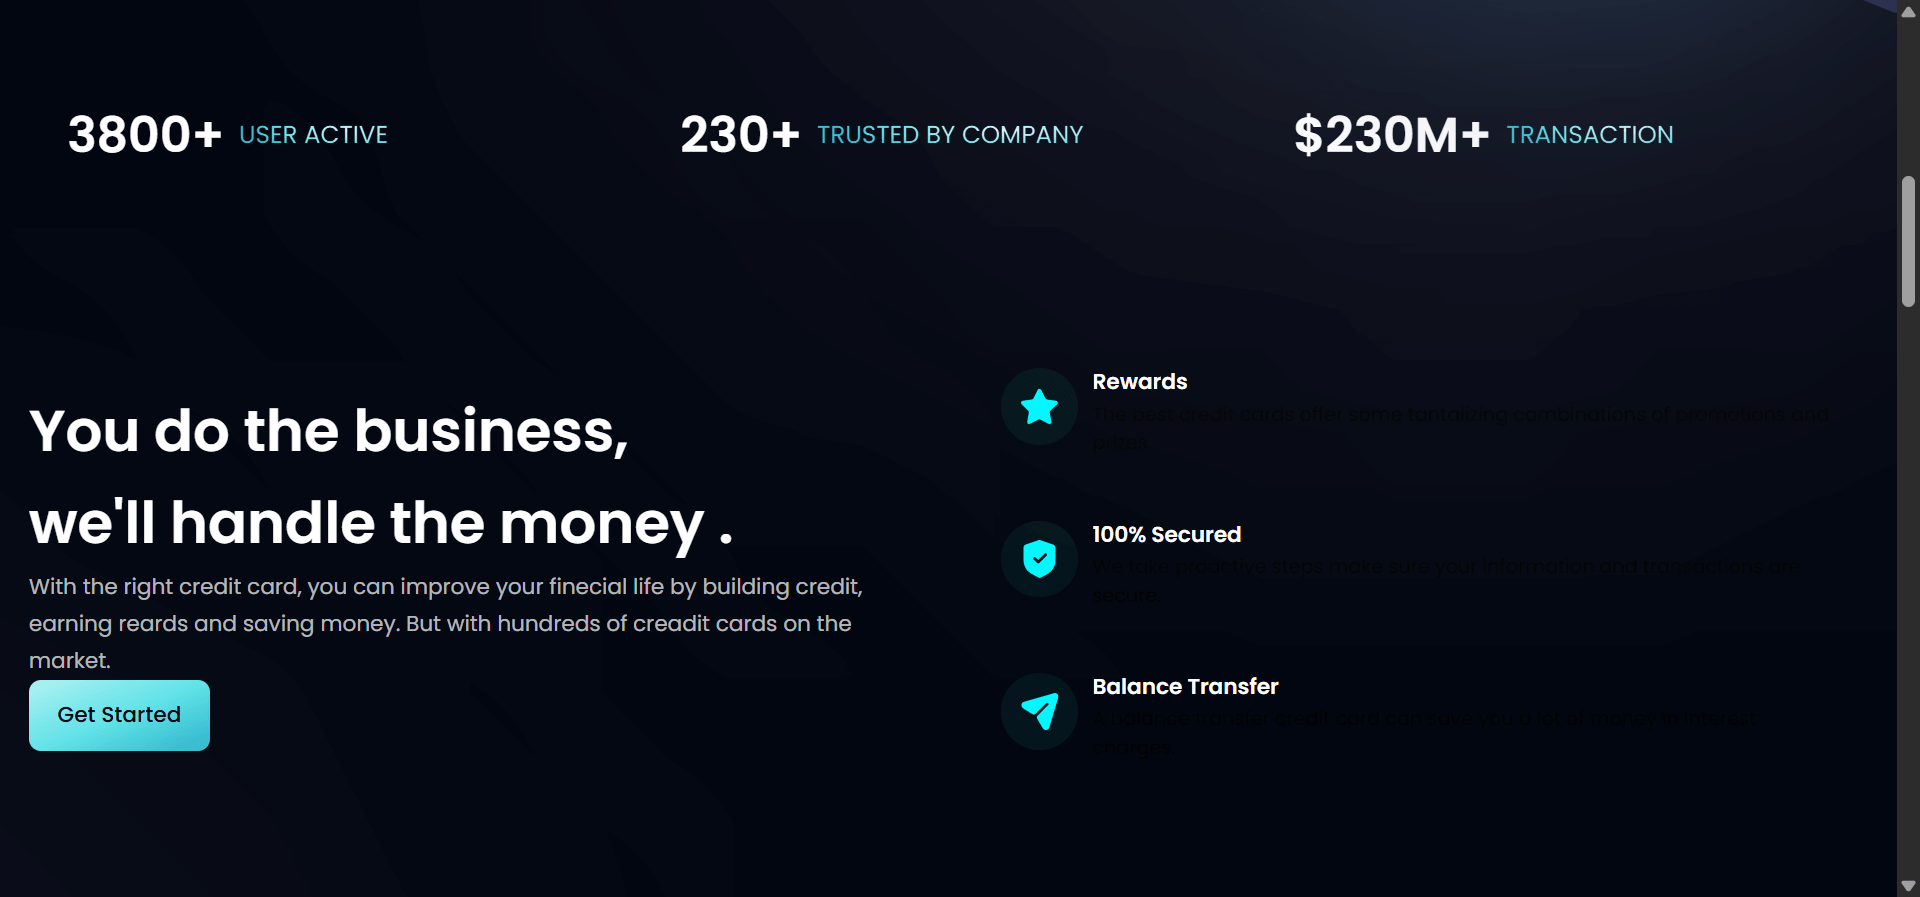 3800+ USER ACTIVE
230+ TRUSTED BY COMPANY
$230M+ TRANSACTION
You do the business,
we'll handle the money .
With the right credit card, you can improve your finecial life by building credit,
earning reards and saving money. But with hundreds of creadit cards on the
market.
Get Started
Rewards
The best credit cards offer some tantalizing combinations of promotions and
prizes.
100% Secured
We take proactive steps make sure your information and transactions are
secure.
Balance Transfer
A balance transfer credit card can save you a lot of money in interest
charges.